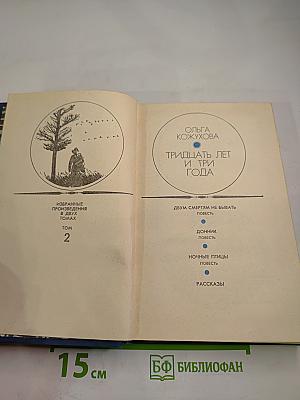 ИЗБРАННЫЕ
ПРОИЗВЕДЕНИЯ
В ДВУХ
ТОМАХ
ТОМ
2
ОЛЬГА
КОЖУХОВА
ТРИДЦАТЬ ЛЕТ
И ТРИ
ГОДА
ДВУМ СМЕРТЯМ НЕ БЫВАТЬ
ПОВЕСТЬ
ДОННИК
ПОВЕСТЬ
НОЧНЫЕ ПТИЦЫ
ПОВЕСТЬ
РАССКАЗЫ
15 см
БФ БИБЛИОФАН